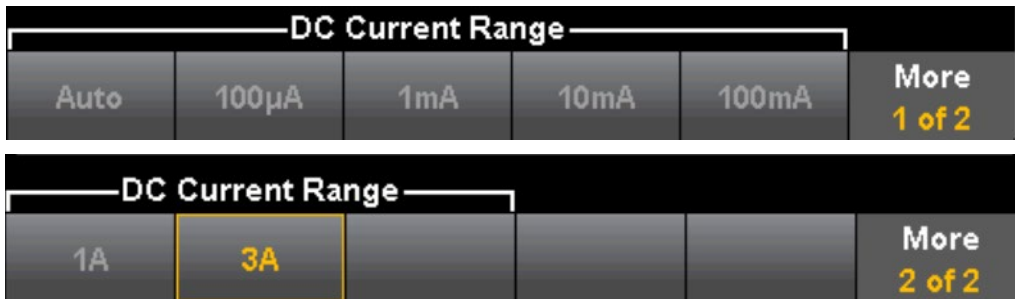 DC Current Range
Auto 100µA 1mA 10mA 100mA More
1 of 2
DC Current Range
1A 3A More
2 of 2